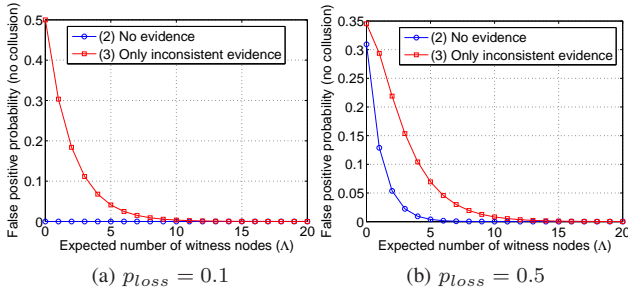 False positive probability (no collusion)
0.5
0.4
0.3
0.2
0.1
0
0 5 10 15 20
(2) No evidence
(3) Only inconsistent evidence
Expected number of witness nodes (Λ)
(a) p_loss = 0.1
False positive probability (no collusion)
0.35
0.3
0.25
0.2
0.15
0.1
0.05
0
0 5 10 15 20
(2) No evidence
(3) Only inconsistent evidence
Expected number of witness nodes (Λ)
(b) p_loss = 0.5